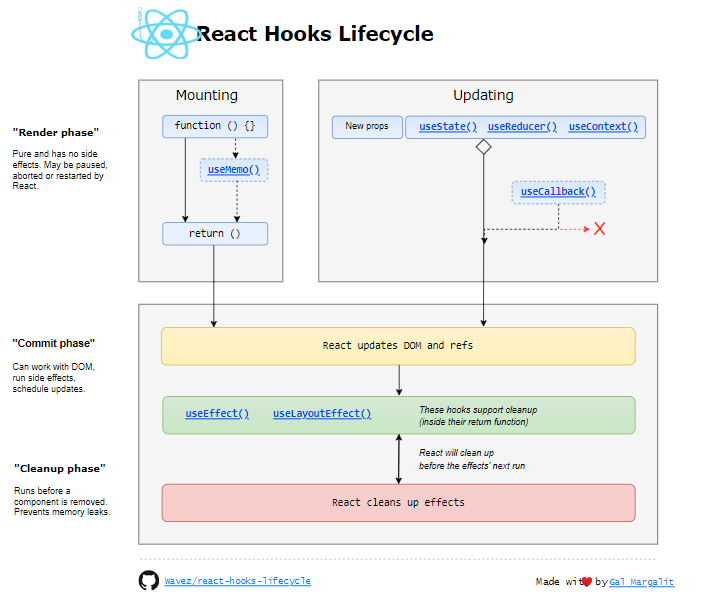 React Hooks Lifecycle
Mounting
Updating
"Render phase"
Pure and has no side
effects. May be paused,
aborted or restarted by
React.
function () {}
useMemo()
return ()
New props
useState() useReducer() useContext()
useCallback()
X
"Commit phase"
Can work with DOM,
run side effects,
schedule updates.
React updates DOM and refs
useEffect() useLayoutEffect()
These hooks support cleanup
(inside their return function)
React will clean up
before the effects' next run
"Cleanup phase"
Runs before a
component is removed.
Prevents memory leaks.
React cleans up effects
Wavez/react-hooks-lifecycle
Made with by Gal Margalit